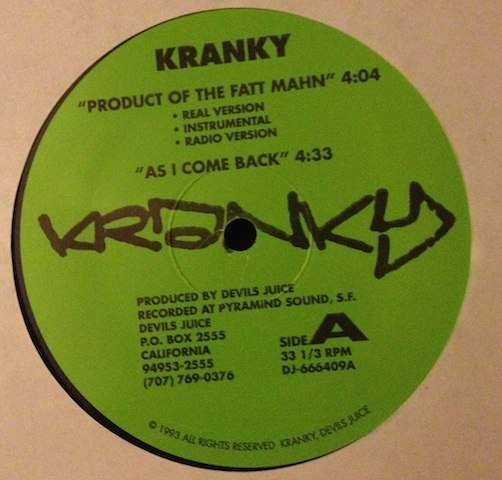 KRANKY
"PRODUCT OF THE FATT MAHN" 4:04
• REAL VERSION
• INSTRUMENTAL
• RADIO VERSION
"AS I COME BACK" 4:33
KRANKY
PRODUCED BY DEVILS JUICE
RECORDED AT PYRAMiND SOUND, S.F.
DEVILS JUICE
P.O. BOX 2555
CALIFORNIA
94953-2555
(707) 769-0376
SIDE A
33 1/3 RPM
DJ-666409A
© 1993 ALL RIGHTS RESERVED KRANKY, DEVILS JUICE